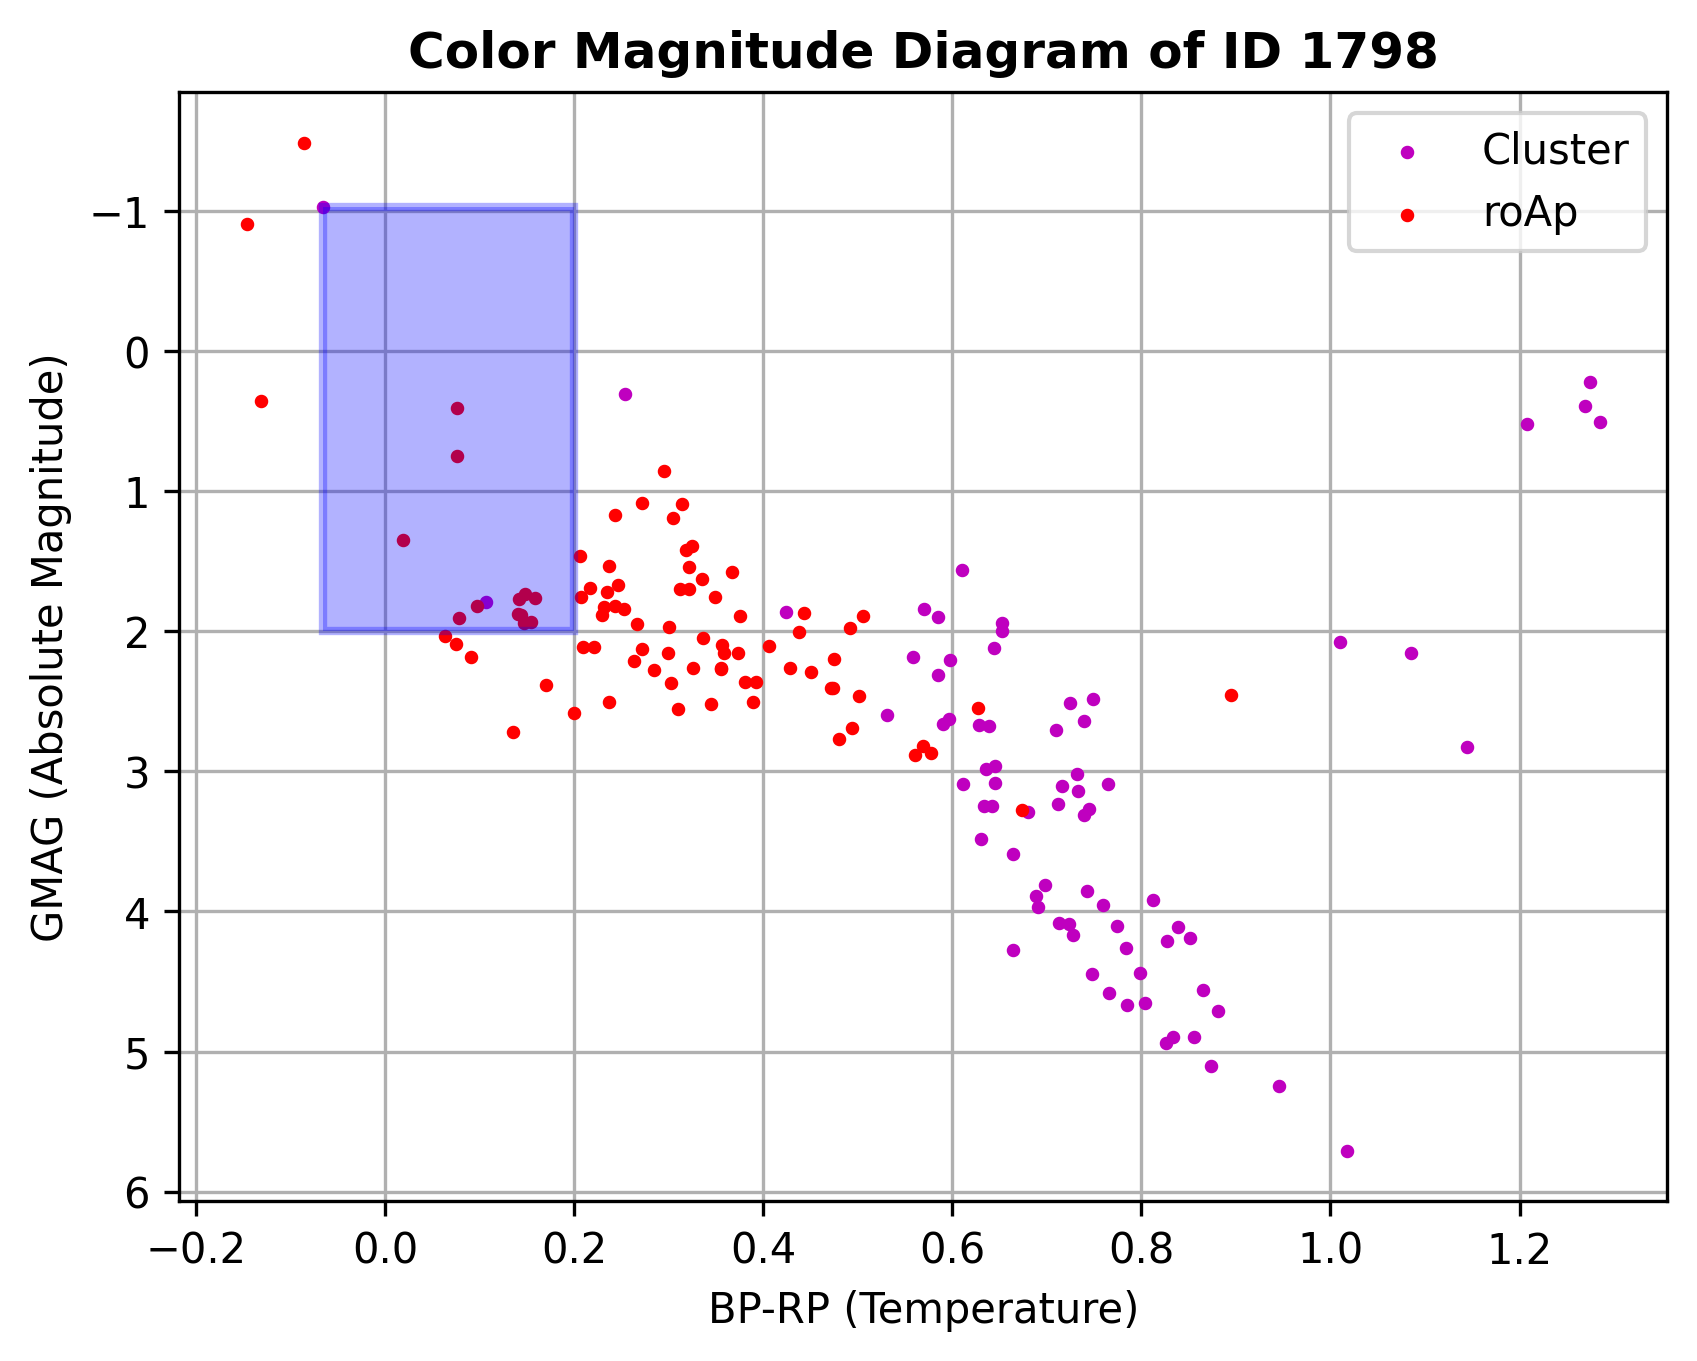 Color Magnitude Diagram of ID 1798
Cluster
roAp
GMAG (Absolute Magnitude)
−1
0
1
2
3
4
5
6
−0.2 0.0 0.2 0.4 0.6 0.8 1.0 1.2
BP-RP (Temperature)